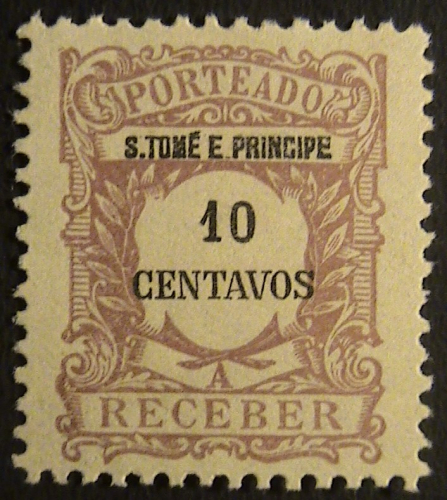 PORTEADO
S.TOMÉ E PRINCIPE
10
CENTAVOS
A
RECEBER